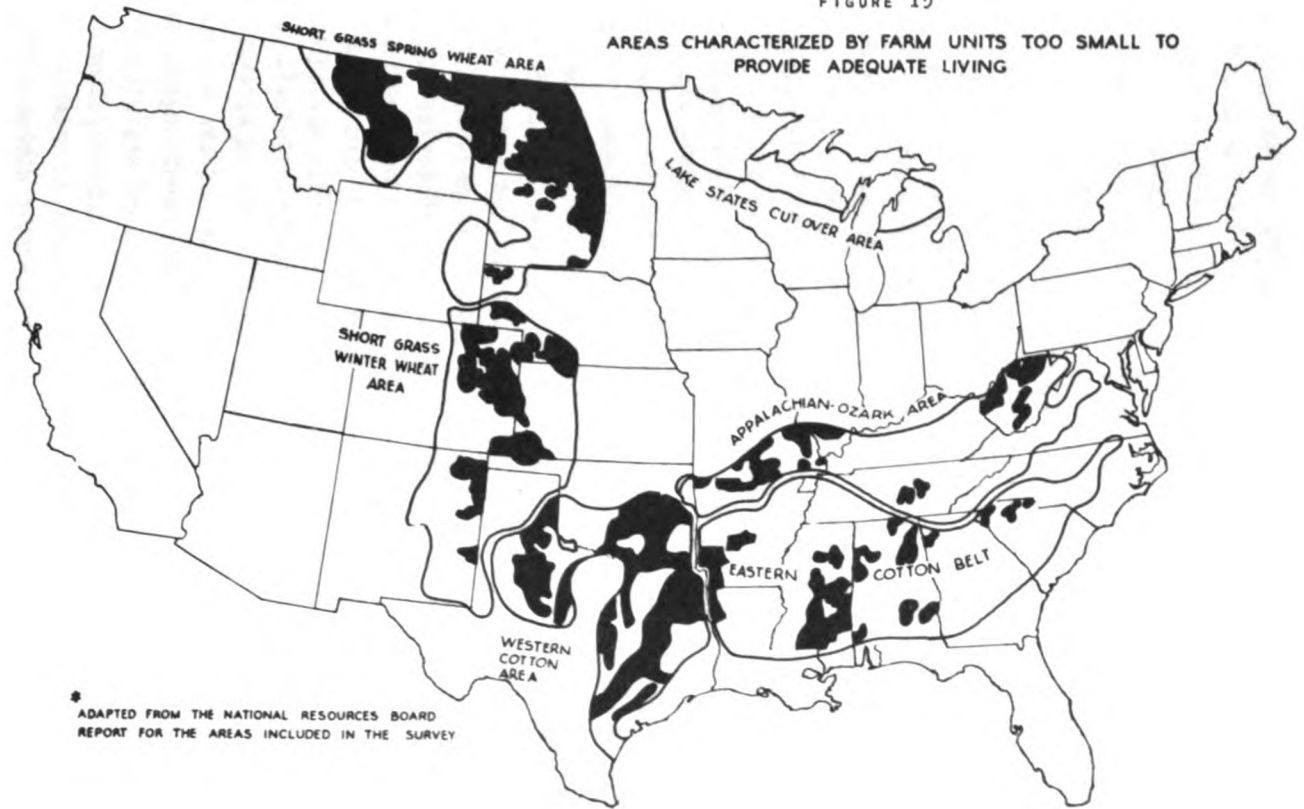 FIGURE 15
AREAS CHARACTERIZED BY FARM UNITS TOO SMALL TO
PROVIDE ADEQUATE LIVING
SHORT GRASS SPRING WHEAT AREA
LAKE STATES CUT OVER AREA
SHORT GRASS
WINTER WHEAT
AREA
APPALACHIAN-OZARK AREA
EASTERN COTTON BELT
WESTERN
COTTON
AREA
*
ADAPTED FROM THE NATIONAL RESOURCES BOARD
REPORT FOR THE AREAS INCLUDED IN THE SURVEY